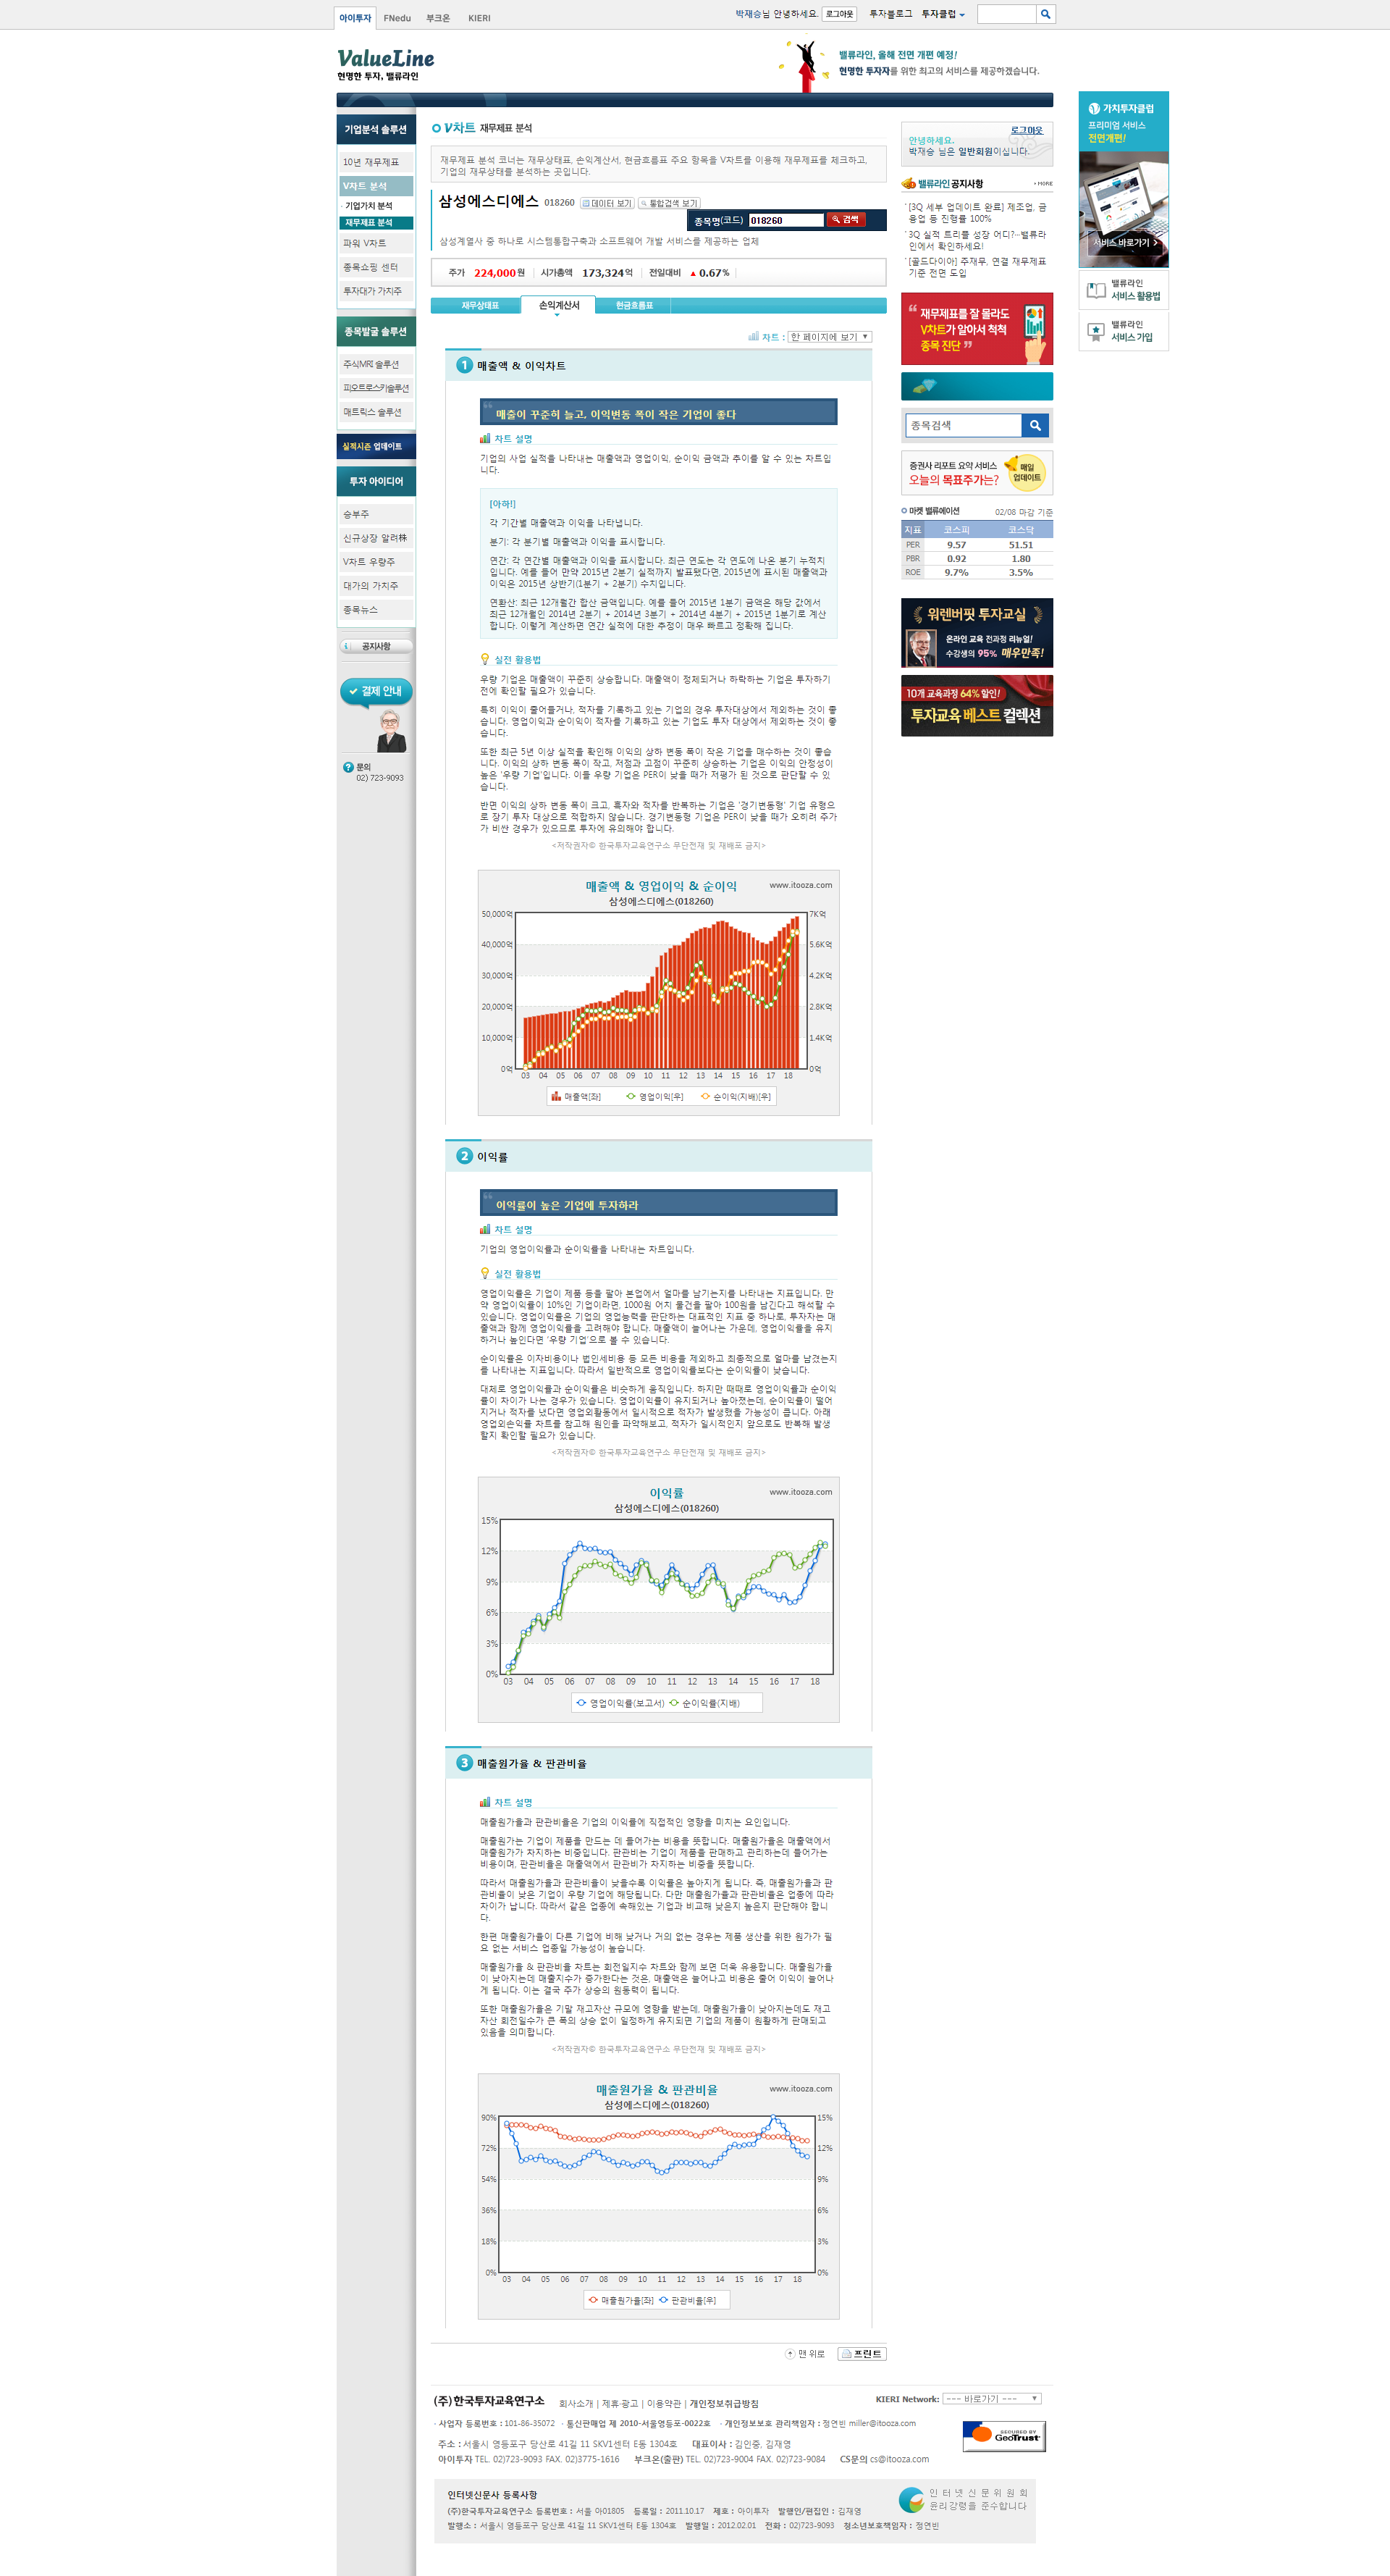 아이투자 FNedu 부크온 KIERI
박재승님 안녕하세요. 로그아웃 투자블로그 투자클럽
ValueLine
현명한 투자, 밸류라인
밸류라인, 올해 전면 개편 예정!
현명한 투자자를 위한 최고의 서비스를 제공하겠습니다.
기업분석 솔루션
10년 재무제표
V차트 분석
기업가치 분석
재무제표 분석
파워 V차트
종목쇼핑 센터
투자대가 가치주
종목발굴 솔루션
주식MRI 솔루션
피오트로스키솔루션
매트릭스 솔루션
실적시즌 업데이트
투자 아이디어
승부주
신규상장 알려株
V차트 우량주
대가의 가치주
종목뉴스
공지사항
결제 안내
문의
02) 723-9093
V차트 재무제표 분석
재무제표 분석 코너는 재무상태표, 손익계산서, 현금흐름표 주요 항목을 V차트를 이용해 재무제표를 체크하고,
기업의 재무상태를 분석하는 곳입니다.
삼성에스디에스 018260 데이터 보기 통합검색 보기
종목명(코드) 018260 검색
삼성계열사 중 하나로 시스템통합구축과 소프트웨어 개발 서비스를 제공하는 업체
주가 224,000원 시가총액 173,324억 전일대비 ▲ 0.67%
재무상태표 손익계산서 현금흐름표
차트 : 한 페이지에 보기
1 매출액 & 이익차트
매출이 꾸준히 늘고, 이익변동 폭이 작은 기업이 좋다
차트 설명
기업의 사업 실적을 나타내는 매출액과 영업이익, 순이익 금액과 추이를 알 수 있는 차트입
니다.
[아하!]
각 기간별 매출액과 이익을 나타냅니다.
분기: 각 분기별 매출액과 이익을 표시합니다.
연간: 각 연간별 매출액과 이익을 표시합니다. 최근 연도는 각 연도에 나온 분기 누적치
입니다. 예를 들어 만약 2015년 2분기 실적까지 발표됐다면, 2015년에 표시된 매출액과
이익은 2015년 상반기(1분기 + 2분기) 수치입니다.
연환산: 최근 12개월간 합산 금액입니다. 예를 들어 2015년 1분기 금액은 해당 값에서
최근 12개월인 2014년 2분기 + 2014년 3분기 + 2014년 4분기 + 2015년 1분기로 계산
합니다. 이렇게 계산하면 연간 실적에 대한 추정이 매우 빠르고 정확해 집니다.
실전 활용법
우량 기업은 매출액이 꾸준히 상승합니다. 매출액이 정체되거나 하락하는 기업은 투자하기
전에 확인할 필요가 있습니다.
특히 이익이 줄어들거나, 적자를 기록하고 있는 기업의 경우 투자대상에서 제외하는 것이 좋
습니다. 영업이익과 순이익이 적자를 기록하고 있는 기업도 투자 대상에서 제외하는 것이 좋
습니다.
또한 최근 5년 이상 실적을 확인해 이익의 상하 변동 폭이 작은 기업을 매수하는 것이 좋습
니다. 이익의 상하 변동 폭이 작고, 저점과 고점이 꾸준히 상승하는 기업은 이익의 안정성이
높은 '우량 기업'입니다. 이들 우량 기업은 PER이 낮을 때가 저평가 된 것으로 판단할 수 있
습니다.
반면 이익의 상하 변동 폭이 크고, 흑자와 적자를 반복하는 기업은 '경기변동형' 기업 유형으
로 장기 투자 대상으로 적합하지 않습니다. 경기변동형 기업은 PER이 낮을 때가 오히려 주가
가 비싼 경우가 있으므로 투자에 유의해야 합니다.
<저작권자© 한국투자교육연구소 무단전재 및 재배포 금지>
매출액 & 영업이익 & 순이익 www.itooza.com
삼성에스디에스(018260)
50,000억 7K억
40,000억 5.6K억
30,000억 4.2K억
20,000억 2.8K억
10,000억 1.4K억
0억 0억
03 04 05 06 07 08 09 10 11 12 13 14 15 16 17 18
매출액[좌] 영업이익[우] 순이익(지배)[우]
2 이익률
이익률이 높은 기업에 투자하라
차트 설명
기업의 영업이익률과 순이익률을 나타내는 차트입니다.
실전 활용법
영업이익률은 기업이 제품 등을 팔아 본업에서 얼마를 남기는지를 나타내는 지표입니다. 만
약 영업이익률이 10%인 기업이라면, 1000원 어치 물건을 팔아 100원을 남긴다고 해석할 수
있습니다. 영업이익률은 기업의 영업능력을 판단하는 대표적인 지표 중 하나로, 투자자는 매
출액과 함께 영업이익률을 고려해야 합니다. 매출액이 늘어나는 가운데, 영업이익률을 유지
하거나 높인다면 '우량 기업'으로 볼 수 있습니다.
순이익률은 이자비용이나 법인세비용 등 모든 비용을 제외하고 최종적으로 얼마를 남겼는지
를 나타내는 지표입니다. 따라서 일반적으로 영업이익률보다는 순이익률이 낮습니다.
대체로 영업이익률과 순이익률은 비슷하게 움직입니다. 하지만 때때로 영업이익률과 순이익
률이 차이가 나는 경우가 있습니다. 영업이익률이 유지되거나 높아졌는데, 순이익률이 떨어
지거나 적자를 냈다면 영업외활동에서 일시적으로 적자가 발생했을 가능성이 큽니다. 아래
영업외손익률 차트를 참고해 원인을 파악해보고, 적자가 일시적인지 앞으로도 반복해 발생
할지 확인할 필요가 있습니다.
<저작권자© 한국투자교육연구소 무단전재 및 재배포 금지>
이익률 www.itooza.com
삼성에스디에스(018260)
15%
12%
9%
6%
3%
0%
03 04 05 06 07 08 09 10 11 12 13 14 15 16 17 18
영업이익률(보고서) 순이익률(지배)
3 매출원가율 & 판관비율
차트 설명
매출원가율과 판관비율은 기업의 이익률에 직접적인 영향을 미치는 요인입니다.
매출원가는 기업이 제품을 만드는 데 들어가는 비용을 뜻합니다. 매출원가율은 매출액에서
매출원가가 차지하는 비중입니다. 판관비는 기업이 제품을 판매하고 관리하는데 들어가는
비용이며, 판관비율은 매출액에서 판관비가 차지하는 비중을 뜻합니다.
따라서 매출원가율과 판관비율이 낮을수록 이익률은 높아지게 됩니다. 즉, 매출원가율과 판
관비율이 낮은 기업이 우량 기업에 해당됩니다. 다만 매출원가율과 판관비율은 업종에 따라
차이가 납니다. 따라서 같은 업종에 속해있는 기업과 비교해 낮은지 높은지 판단해야 합니
다.
한편 매출원가율이 다른 기업에 비해 낮거나 거의 없는 경우는 제품 생산을 위한 원가가 필
요 없는 서비스 업종일 가능성이 높습니다.
매출원가율 & 판관비율 차트는 회전일지수 차트와 함께 보면 더욱 유용합니다. 매출원가율
이 낮아지는데 매출지수가 증가한다는 것은, 매출액은 늘어나고 비용은 줄어 이익이 늘어나
게 됩니다. 이는 결국 주가 상승의 원동력이 됩니다.
또한 매출원가율은 기말 재고자산 규모에 영향을 받는데, 매출원가율이 낮아지는데도 재고
자산 회전일수가 큰 폭의 상승 없이 일정하게 유지되면 기업의 제품이 원활하게 판매되고
있음을 의미합니다.
<저작권자© 한국투자교육연구소 무단전재 및 재배포 금지>
매출원가율 & 판관비율 www.itooza.com
삼성에스디에스(018260)
90% 15%
72% 12%
54% 9%
36% 6%
18% 3%
0% 0%
03 04 05 06 07 08 09 10 11 12 13 14 15 16 17 18
매출원가율[좌] 판관비율[우]
맨 위로 프린트
로그아웃
안녕하세요.
박재승 님은 일반회원이십니다.
밸류라인 공지사항 MORE
[3Q 세부 업데이트 완료] 제조업, 금
융업 등 진행률 100%
3Q 실적 트리플 성장 어디?…밸류라
인에서 확인하세요!
[골드다이아] 주재무, 연결 재무제표
기준 전면 도입
재무제표를 잘 몰라도
V차트가 알아서 척척
종목 진단
종목검색
증권사 리포트 요약 서비스
오늘의 목표주가는?
매일
업데이트
마켓 밸류에이션 02/08 마감 기준
지표 코스피 코스닥
PER 9.57 51.51
PBR 0.92 1.80
ROE 9.7% 3.5%
워렌버핏 투자교실
온라인 교육 전과정 리뉴얼!
수강생의 95% 매우만족!
10개 교육과정 64% 할인!
투자교육 베스트 컬렉션
가치투자클럽
프리미엄 서비스
전면개편!
서비스 바로가기
밸류라인
서비스 활용법
밸류라인
서비스 가입
(주)한국투자교육연구소 회사소개 | 제휴·광고 | 이용약관 | 개인정보취급방침
KIERI Network: --- 바로가기 ---
사업자 등록번호 : 101-86-35072 통신판매업 제 2010-서울영등포-0022호 개인정보보호 관리책임자 : 정연빈 miller@itooza.com
주소 : 서울시 영등포구 당산로 41길 11 SKV1센터 E동 1304호 대표이사 : 김인중, 김재영
아이투자 TEL. 02)723-9093 FAX. 02)3775-1616 부크온(출판) TEL. 02)723-9004 FAX. 02)723-9084 CS문의 cs@itooza.com
SECURED BY
GeoTrust
인터넷신문사 등록사항
(주)한국투자교육연구소 등록번호 : 서울 아01805 등록일 : 2011.10.17 제호 : 아이투자 발행인/편집인 : 김재영
발행소 : 서울시 영등포구 당산로 41길 11 SKV1센터 E동 1304호 발행일 : 2012.02.01 전화 : 02)723-9093 청소년보호책임자 : 정연빈
인터넷신문위원회
윤리강령을 준수합니다